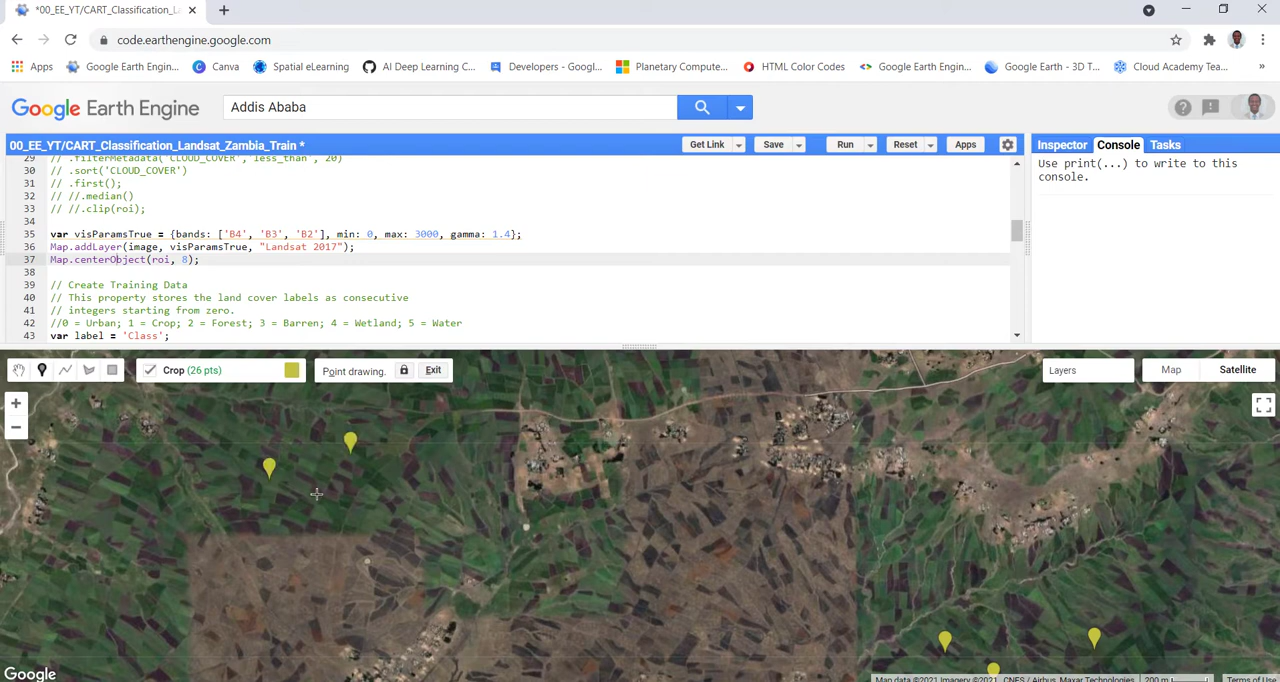 *00_EE_YT/CART_Classification_L
code.earthengine.google.com
Apps Google Earth Engin... Canva Spatial eLearning AI Deep Learning C... Developers - Googl... Planetary Compute... HTML Color Codes Google Earth Engin... Google Earth - 3D T... Cloud Academy Tea... »
Google Earth Engine Addis Ababa
00_EE_YT/CART_Classification_Landsat_Zambia_Train * Get Link Save Run Reset Apps Inspector Console Tasks
29 // .filterMetadata('CLOUD_COVER', less_than', 20)
30 // .sort('CLOUD_COVER')
31 // .first();
32 // //.median()
33 // //.clip(roi);
34
35 var visParamsTrue = {bands: ['B4', 'B3', 'B2'], min: 0, max: 3000, gamma: 1.4};
36 Map.addLayer(image, visParamsTrue, "Landsat 2017");
37 Map.centerObject(roi, 8);
38
39 // Create Training Data
40 // This property stores the land cover labels as consecutive
41 // integers starting from zero.
42 //0 = Urban; 1 = Crop; 2 = Forest; 3 = Barren; 4 = Wetland; 5 = Water
43 var label = 'Class';
Use print(...) to write to this
console.
Crop (26 pts) Point drawing. Exit Layers Map Satellite
Google Map data ©2021 Imagery ©2021 , CNES / Airbus, Maxar Technologies 200 m Terms of Use